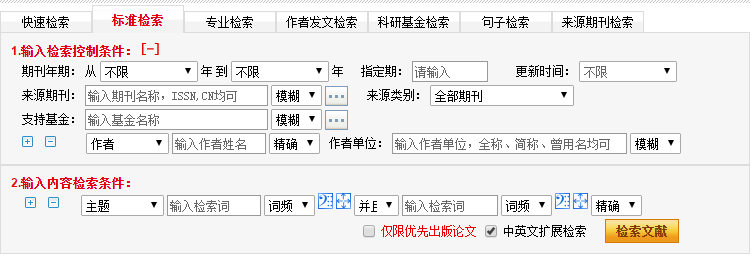 快速检索 标准检索 专业检索 作者发文检索 科研基金检索 句子检索 来源期刊检索
1.输入检索控制条件： [-]
期刊年期： 从 不限 年 到 不限 年 指定期： 请输入 更新时间： 不限
来源期刊： 输入期刊名称，ISSN,CN均可 模糊 ... 来源类别： 全部期刊
支持基金： 输入基金名称 模糊 ...
作者 输入作者姓名 精确 作者单位： 输入作者单位，全称、简称、曾用名均可 模糊
2.输入内容检索条件：
主题 输入检索词 词频 并且 输入检索词 词频 精确
仅限优先出版论文 中英文扩展检索 检索文献